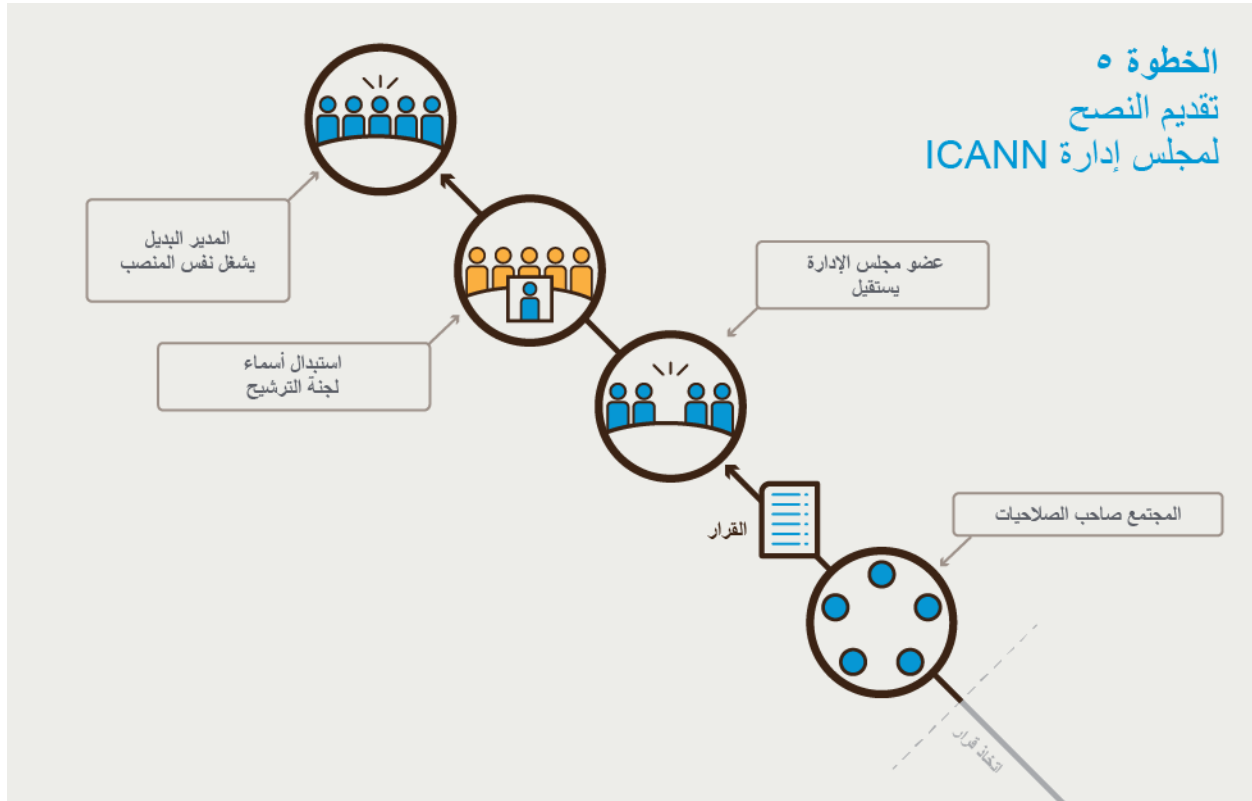 الخطوة ٥
تقديم النصح
لمجلس إدارة ICANN
المدير البديل
يشغل نفس المنصب
عضو مجلس الإدارة
يستقيل
استبدال أسماء
لجنة الترشيح
المجتمع صاحب الصلاحيات
القرار
اتخاذ قرار